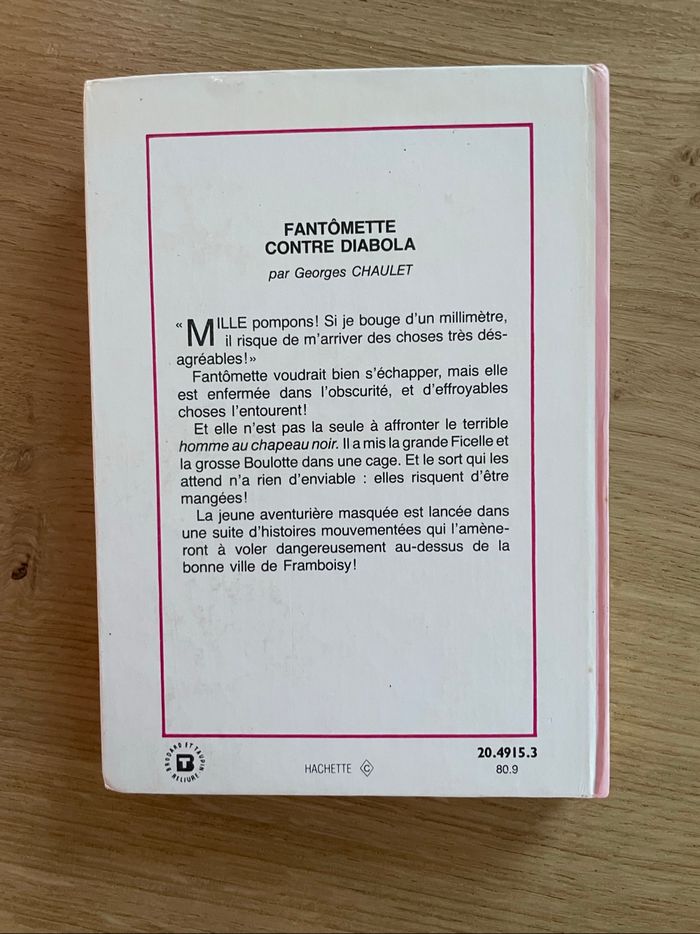 FANTÔMETTE
CONTRE DIABOLA
par Georges CHAULET
« MILLE pompons! Si je bouge d'un millimètre,
il risque de m'arriver des choses très dés-
agréables!»
Fantômette voudrait bien s'échapper, mais elle
est enfermée dans l'obscurité, et d'effroyables
choses l'entourent!
Et elle n'est pas la seule à affronter le terrible
homme au chapeau noir. Il a mis la grande Ficelle et
la grosse Boulotte dans une cage. Et le sort qui les
attend n'a rien d'enviable : elles risquent d'être
mangées!
La jeune aventurière masquée est lancée dans
une suite d'histoires mouvementées qui l'amène-
ront à voler dangereusement au-dessus de la
bonne ville de Framboisy!
BRODARD ET TAUPIN
RELIURE
HACHETTE C
20.4915.3
80.9